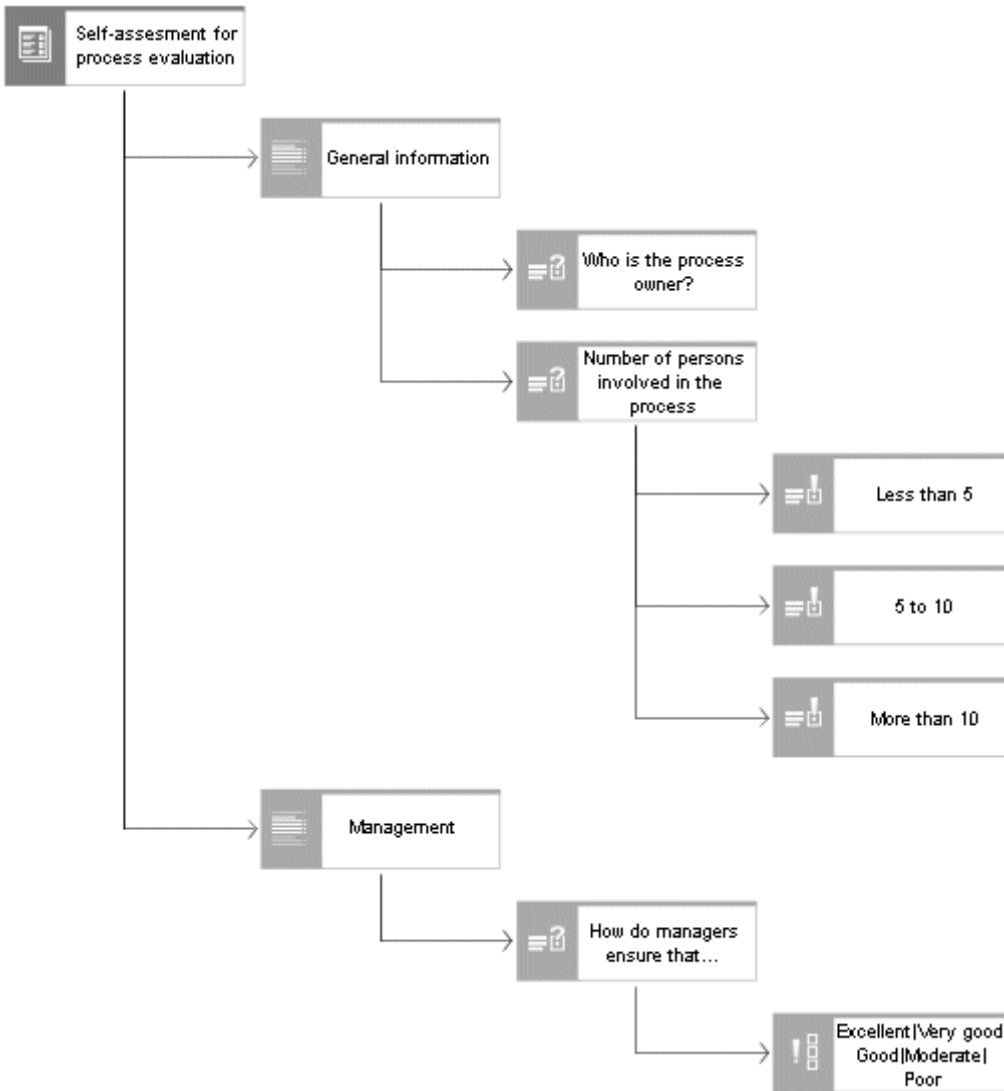 Self-assesment for
process evaluation
General information
Who is the process
owner?
Number of persons
involved in the
process
Less than 5
5 to 10
More than 10
Management
How do managers
ensure that...
Excellent|Very good
Good|Moderate|
Poor